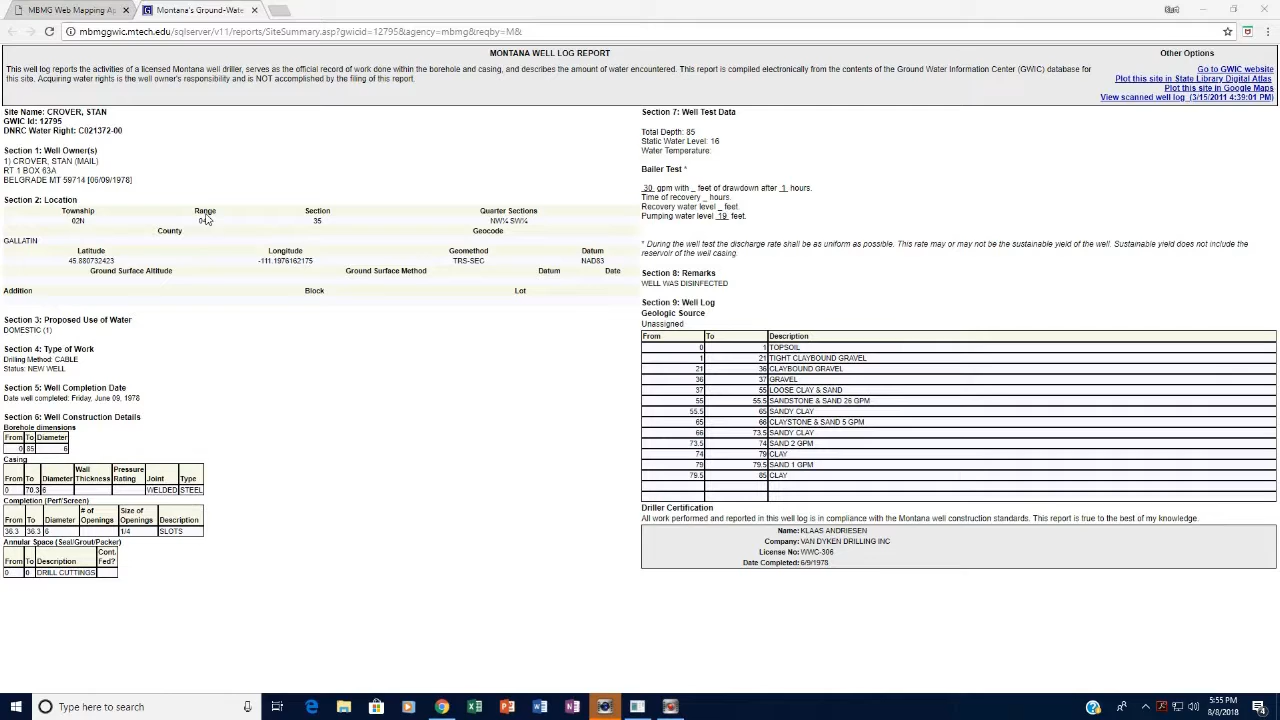 MBMG Web Mapping Ap
Montana's Ground-Wate
mbmggwic.mtech.edu/sqlserver/v11/reports/SiteSummary.asp?gwicid=12795&agency=mbmg&reqby=M&
MONTANA WELL LOG REPORT
Other Options
This well log reports the activities of a licensed Montana well driller, serves as the official record of work done within the borehole and casing, and describes the amount of water encountered. This report is compiled electronically from the contents of the Ground Water Information Center (GWIC) database for
this site. Acquiring water rights is the well owner's responsibility and is NOT accomplished by the filing of this report.
Go to GWIC website
Plot this site in State Library Digital Atlas
Plot this site in Google Maps
View scanned well log (3/15/2011 4:39:01 PM)
Site Name: CROVER, STAN
GWIC Id: 12795
DNRC Water Right: C021372-00
Section 1: Well Owner(s)
1) CROVER, STAN (MAIL)
RT 1 BOX 63A
BELGRADE MT 59714 [06/09/1978]
Section 2: Location
Township Range Section Quarter Sections
02N 35 NW¼ SW¼
County Geocode
GALLATIN
Latitude Longitude Geomethod Datum
45.880732423 -111.1976162175 TRS-SEC NAD83
Ground Surface Altitude Ground Surface Method Datum Date
Addition Block Lot
Section 3: Proposed Use of Water
DOMESTIC (1)
Section 4: Type of Work
Drilling Method: CABLE
Status: NEW WELL
Section 5: Well Completion Date
Date well completed: Friday, June 09, 1978
Section 6: Well Construction Details
Borehole dimensions
From To Diameter
0 85 6
Casing
From To Diameter Wall Thickness Pressure Rating Joint Type
0 70.3 6 WELDED STEEL
Completion (Perf/Screen)
From To Diameter # of Openings Size of Openings Description
36.3 36.3 6 1/4 SLOTS
Annular Space (Seal/Grout/Packer)
From To Description Cont. Fed?
0 0 DRILL CUTTINGS
Section 7: Well Test Data
Total Depth: 85
Static Water Level: 16
Water Temperature:
Bailer Test *
30 gpm with _ feet of drawdown after 1 hours.
Time of recovery _ hours.
Recovery water level _ feet.
Pumping water level 19 feet.
* During the well test the discharge rate shall be as uniform as possible. This rate may or may not be the sustainable yield of the well. Sustainable yield does not include the
reservoir of the well casing.
Section 8: Remarks
WELL WAS DISINFECTED
Section 9: Well Log
Geologic Source
Unassigned
From To Description
0 1 TOPSOIL
1 21 TIGHT CLAYBOUND GRAVEL
21 36 CLAYBOUND GRAVEL
36 37 GRAVEL
37 55 LOOSE CLAY & SAND
55 55.5 SANDSTONE & SAND 26 GPM
55.5 65 SANDY CLAY
65 66 CLAYSTONE & SAND 5 GPM
66 73.5 SANDY CLAY
73.5 74 SAND 2 GPM
74 79 CLAY
79 79.5 SAND 1 GPM
79.5 85 CLAY
Driller Certification
All work performed and reported in this well log is in compliance with the Montana well construction standards. This report is true to the best of my knowledge.
Name: KLAAS ANDRIESEN
Company: VAN DYKEN DRILLING INC
License No: WWC-306
Date Completed: 6/9/1978
Type here to search
5:55 PM
8/8/2018